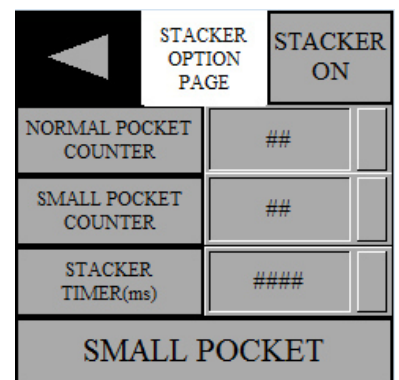 STACKER
OPTION
PAGE
STACKER
ON
NORMAL POCKET
COUNTER
##
SMALL POCKET
COUNTER
##
STACKER
TIMER(ms)
####
SMALL POCKET